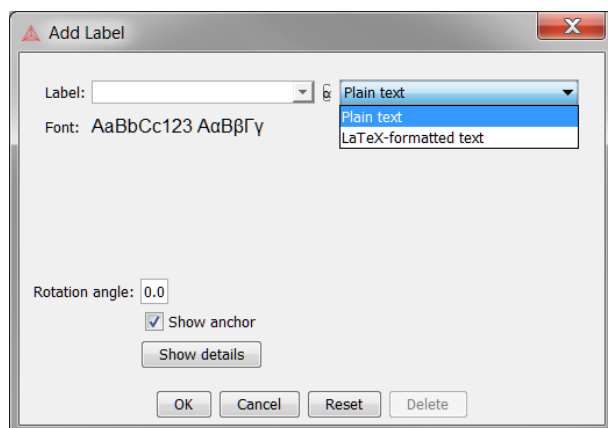 Add Label
Label:
α Plain text
Plain text
LaTeX-formatted text
Font: AaBbCc123 ΑαΒβΓγ
Rotation angle: 0.0
Show anchor
Show details
OK Cancel Reset Delete